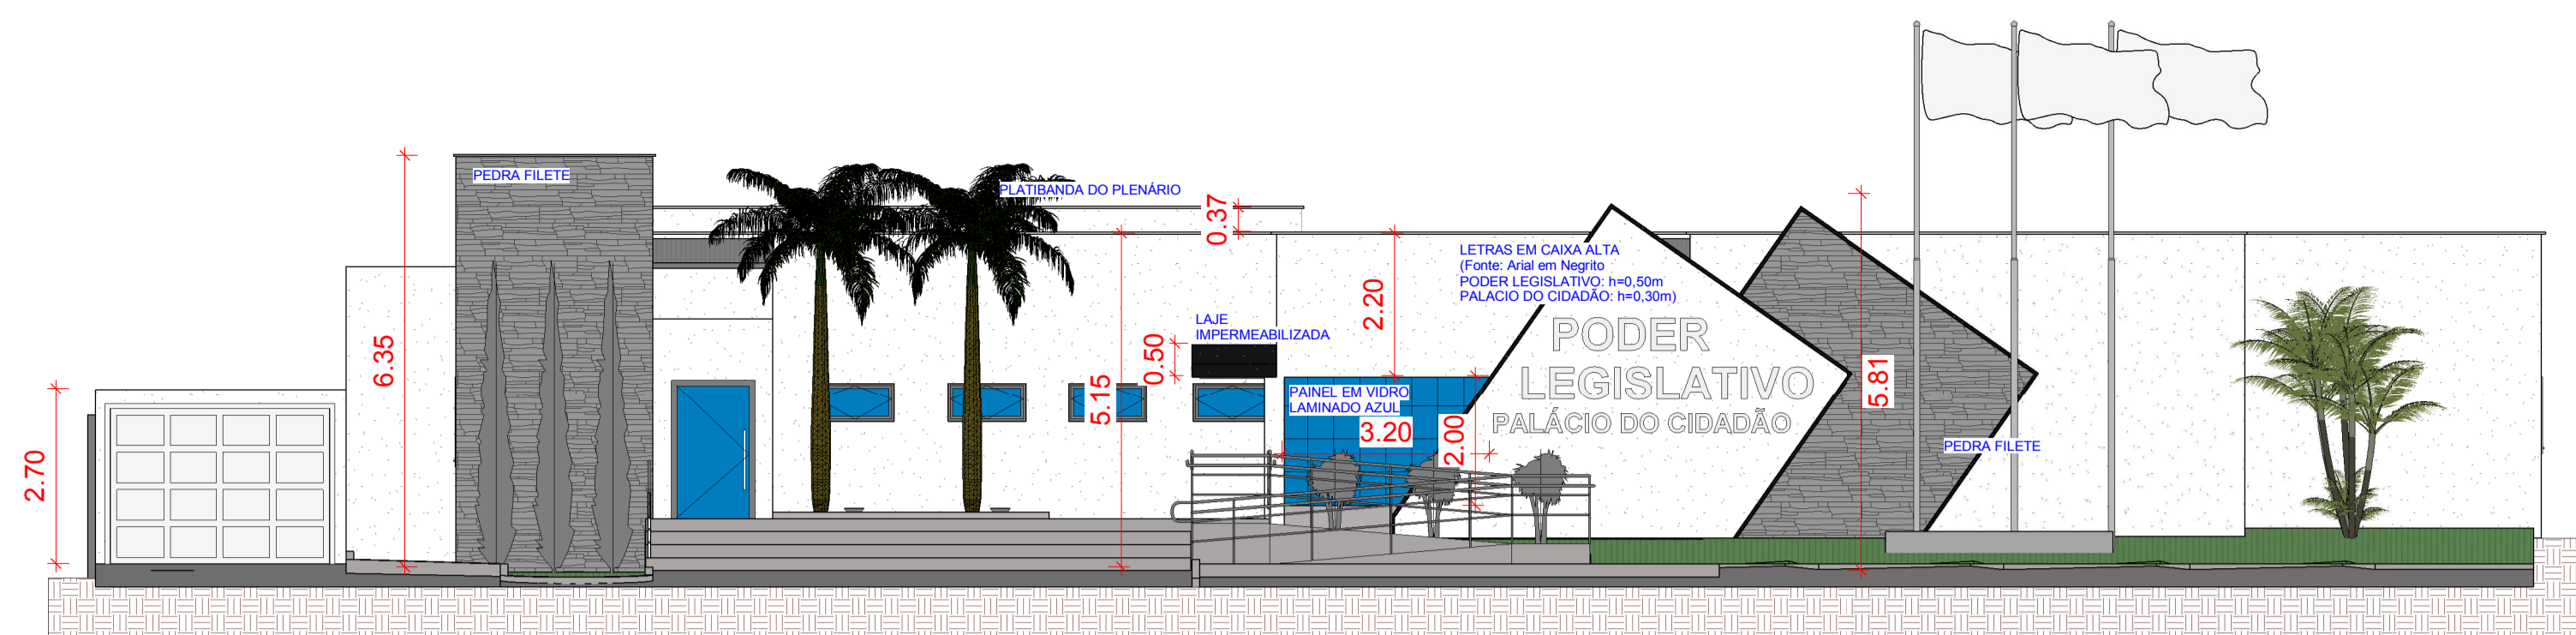 PEDRA FILETE
PLATIBANDA DO PLENÁRIO
0.37
LETRAS EM CAIXA ALTA
(Fonte: Arial em Negrito
PODER LEGISLATIVO: h=0,50m
PALACIO DO CIDADÃO: h=0,30m)
2.20
LAJE
IMPERMEABILIZADA
0.50
6.35
5.15
PODER
LEGISLATIVO
PALÁCIO DO CIDADÃO
5.81
PAINEL EM VIDRO
LAMINADO AZUL
3.20
2.00
PEDRA FILETE
2.70